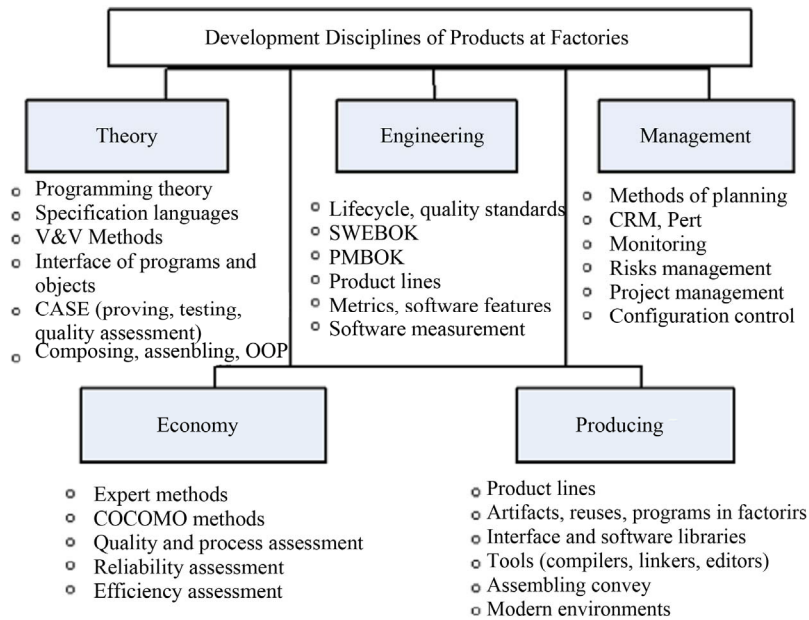 Development Disciplines of Products at Factories
Theory
Programming theory
Specification languages
V&V Methods
Interface of programs and
objects
CASE (proving, testing,
quality assessment)
Composing, assenbling, OOP
Engineering
Lifecycle, quality standards
SWEBOK
PMBOK
Product lines
Metrics, software features
Software measurement
Management
Methods of planning
CRM, Pert
Monitoring
Risks management
Project management
Configuration control
Economy
Expert methods
COCOMO methods
Quality and process assessment
Reliability assessment
Efficiency assessment
Producing
Product lines
Artifacts, reuses, programs in factorirs
Interface and software libraries
Tools (compilers, linkers, editors)
Assembling convey
Modern environments